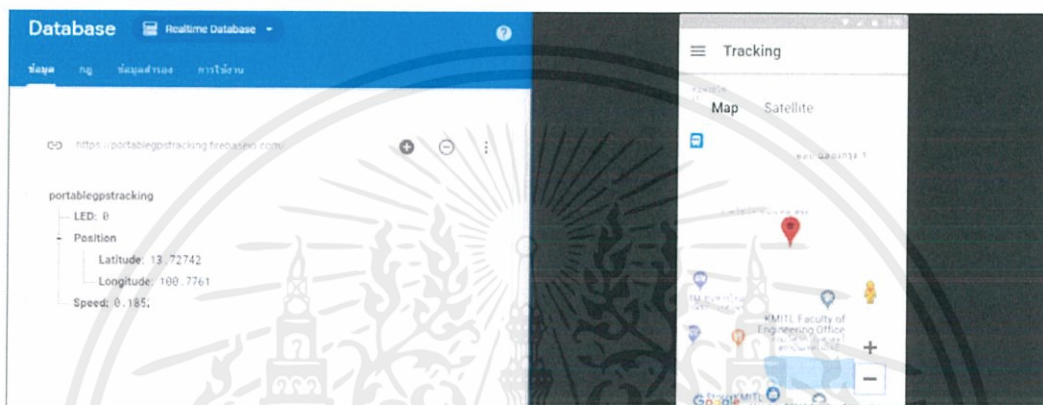 Database Realtime Database
ข้อมูล กฎ ข้อมูลสำรอง การใช้งาน
https://portablegpstracking.firebaseio.com/
portablegpstracking
LED: 0
Position
Latitude: 13.72742
Longitude: 100.7761
Speed: 0.185;
Tracking
Map Satellite
KMITL Faculty of
Engineering Office
+
−
Google
KMITL